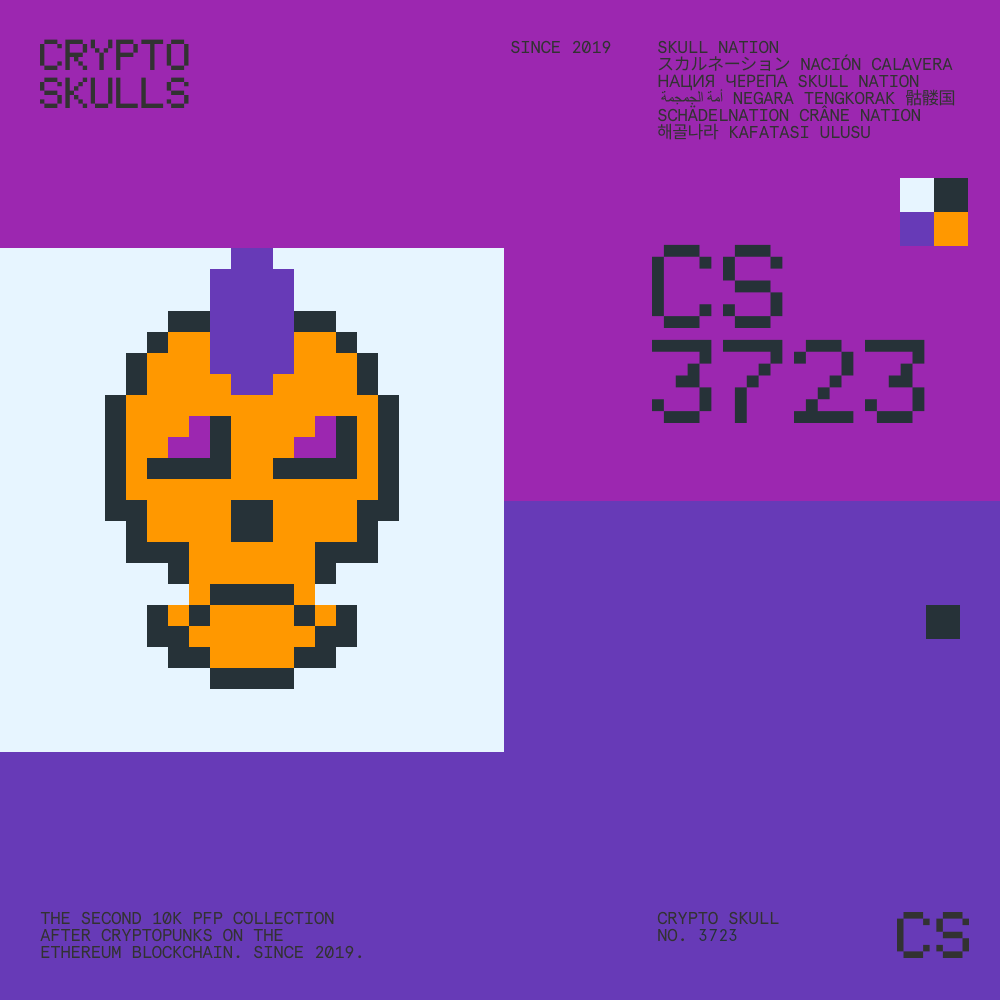 CRYPTO
SKULLS
SINCE 2019
SKULL NATION
スカルネーション NACIÓN CALAVERA
НАЦИЯ ЧЕРЕПА SKULL NATION
أمة الجمجمة NEGARA TENGKORAK 骷髅国
SCHÄDELNATION CRÂNE NATION
해골나라 KAFATASI ULUSU
CS
3723
THE SECOND 10K PFP COLLECTION
AFTER CRYPTOPUNKS ON THE
ETHEREUM BLOCKCHAIN. SINCE 2019.
CRYPTO SKULL
NO. 3723
CS